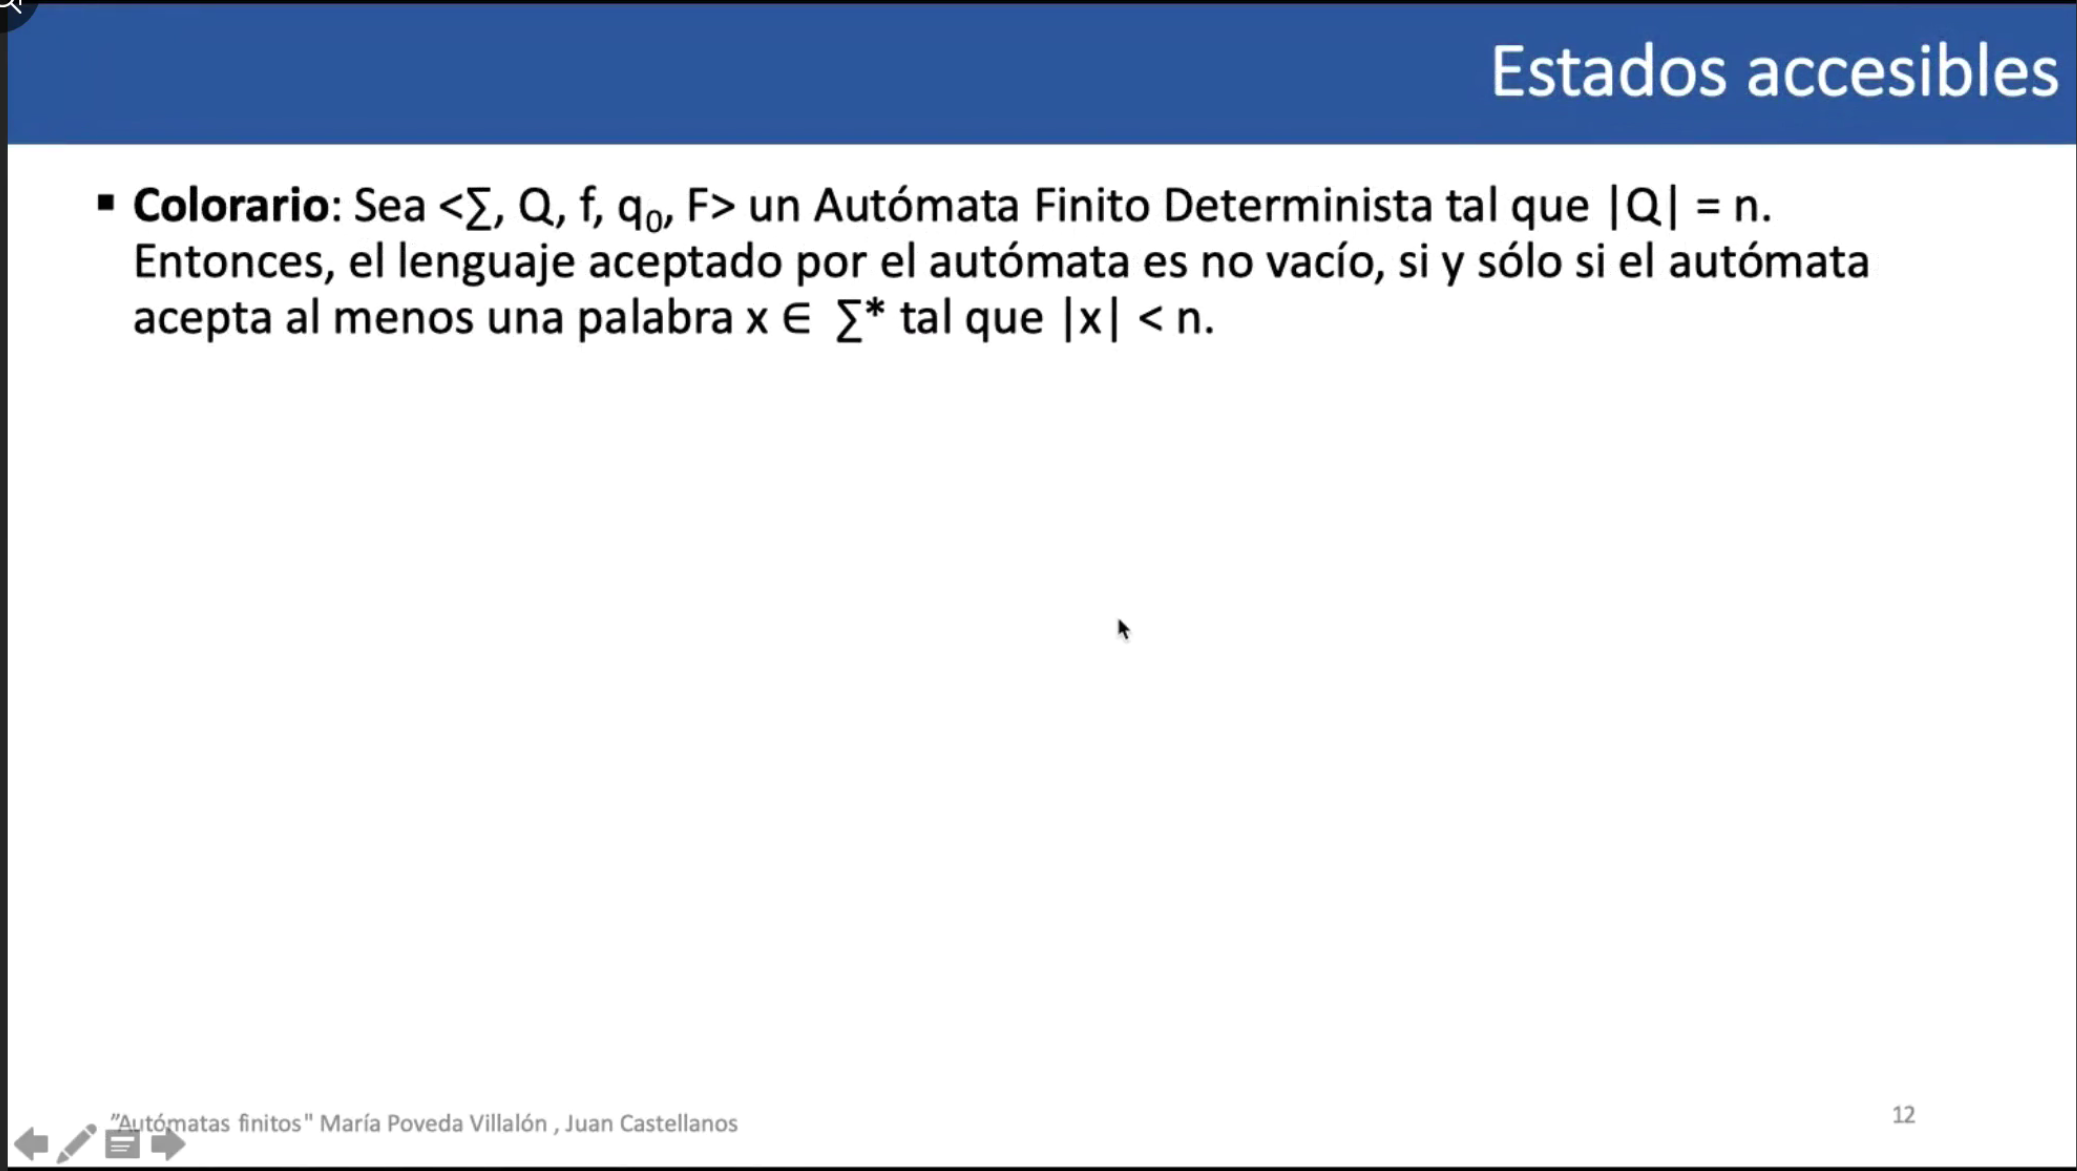 Estados accesibles
▪ Colorario: Sea <∑, Q, f, q₀, F> un Autómata Finito Determinista tal que |Q| = n.
Entonces, el lenguaje aceptado por el autómata es no vacío, si y sólo si el autómata
acepta al menos una palabra x ∈ ∑* tal que |x| < n.
"Autómatas finitos" María Poveda Villalón , Juan Castellanos
12